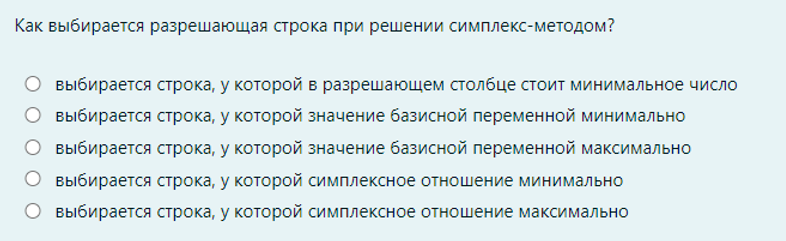 Как выбирается разрешающая строка при решении симплекс-методом?
выбирается строка, у которой в разрешающем столбце стоит минимальное число
выбирается строка, у которой значение базисной переменной минимально
выбирается строка, у которой значение базисной переменной максимально
выбирается строка, у которой симплексное отношение минимально
выбирается строка, у которой симплексное отношение максимально